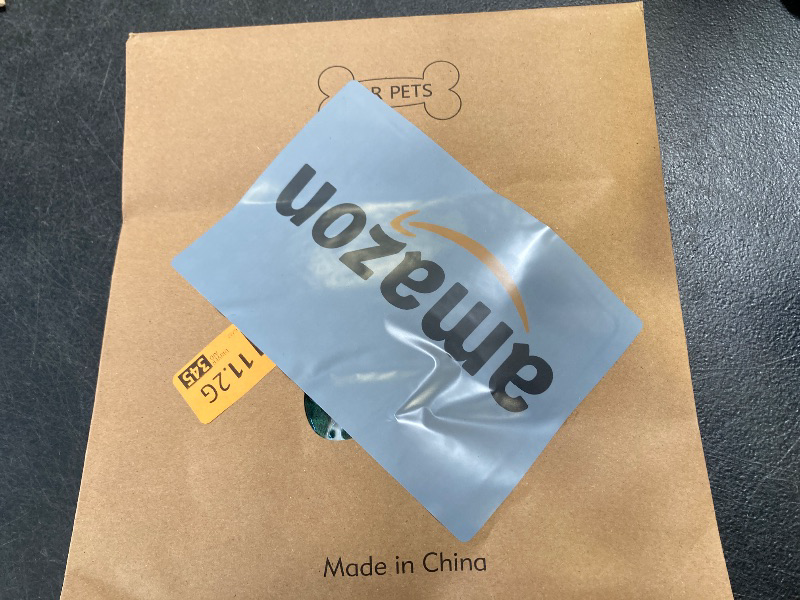 R PETS
amazon
11.2G
345
Made in China